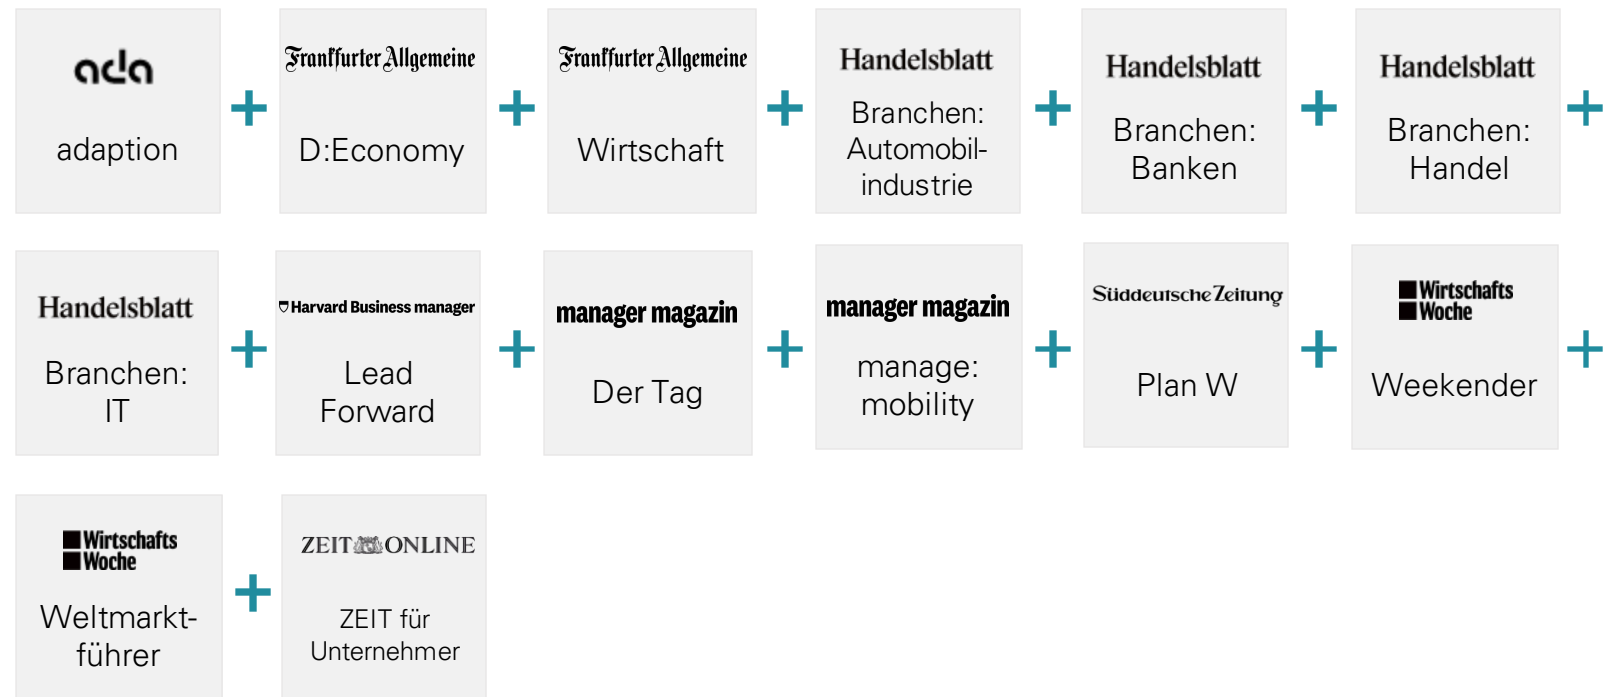 ada
adaption
+
Frankfurter Allgemeine
D:Economy
+
Frankfurter Allgemeine
Wirtschaft
+
Handelsblatt
Branchen:
Automobil-
industrie
+
Handelsblatt
Branchen:
Banken
+
Handelsblatt
Branchen:
Handel
+
Handelsblatt
Branchen:
IT
+
Harvard Business manager
Lead
Forward
+
manager magazin
Der Tag
+
manager magazin
manage:
mobility
+
Süddeutsche Zeitung
Plan W
+
Wirtschafts
Woche
Weekender
+
Wirtschafts
Woche
Weltmarkt-
führer
+
ZEIT ONLINE
ZEIT für
Unternehmer